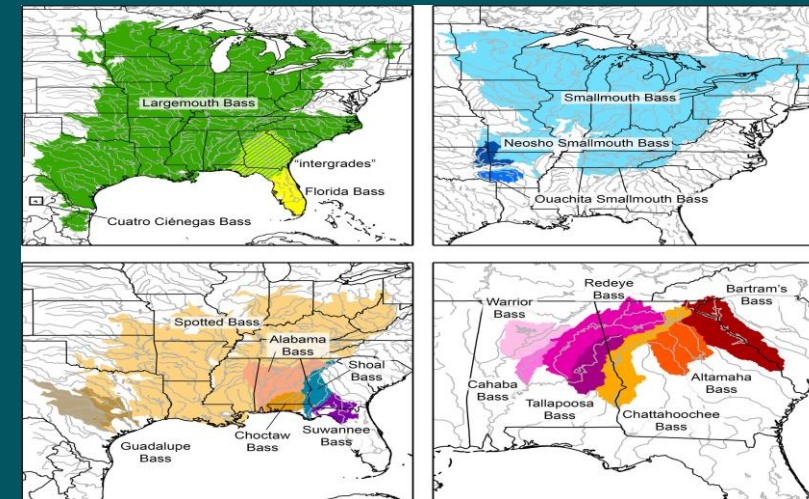 Largemouth Bass
"intergrades"
Florida Bass
Cuatro Ciénegas Bass
Smallmouth Bass
Neosho Smallmouth Bass
Ouachita Smallmouth Bass
Spotted Bass
Alabama
Bass
Shoal
Bass
Guadalupe
Bass
Choctaw
Bass
Suwannee
Bass
Redeye
Bass
Bartram's
Bass
Warrior
Bass
Cahaba
Bass
Tallapoosa
Bass
Altamaha
Bass
Chattahoochee
Bass